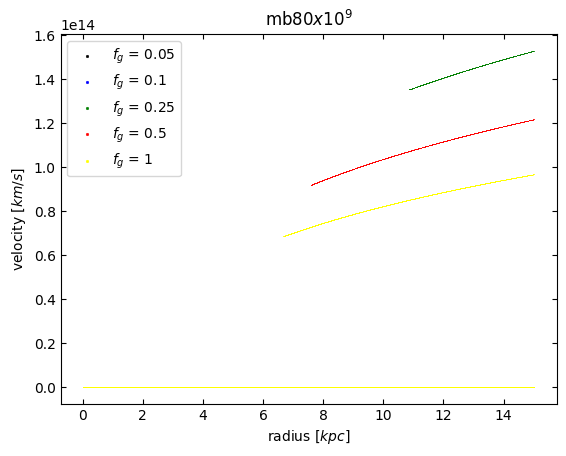 mb80x10⁹
1e14
1.6
1.4
1.2
1.0
0.8
0.6
0.4
0.2
0.0
velocity [km/s]
f_g = 0.05
f_g = 0.1
f_g = 0.25
f_g = 0.5
f_g = 1
0 2 4 6 8 10 12 14
radius [kpc]